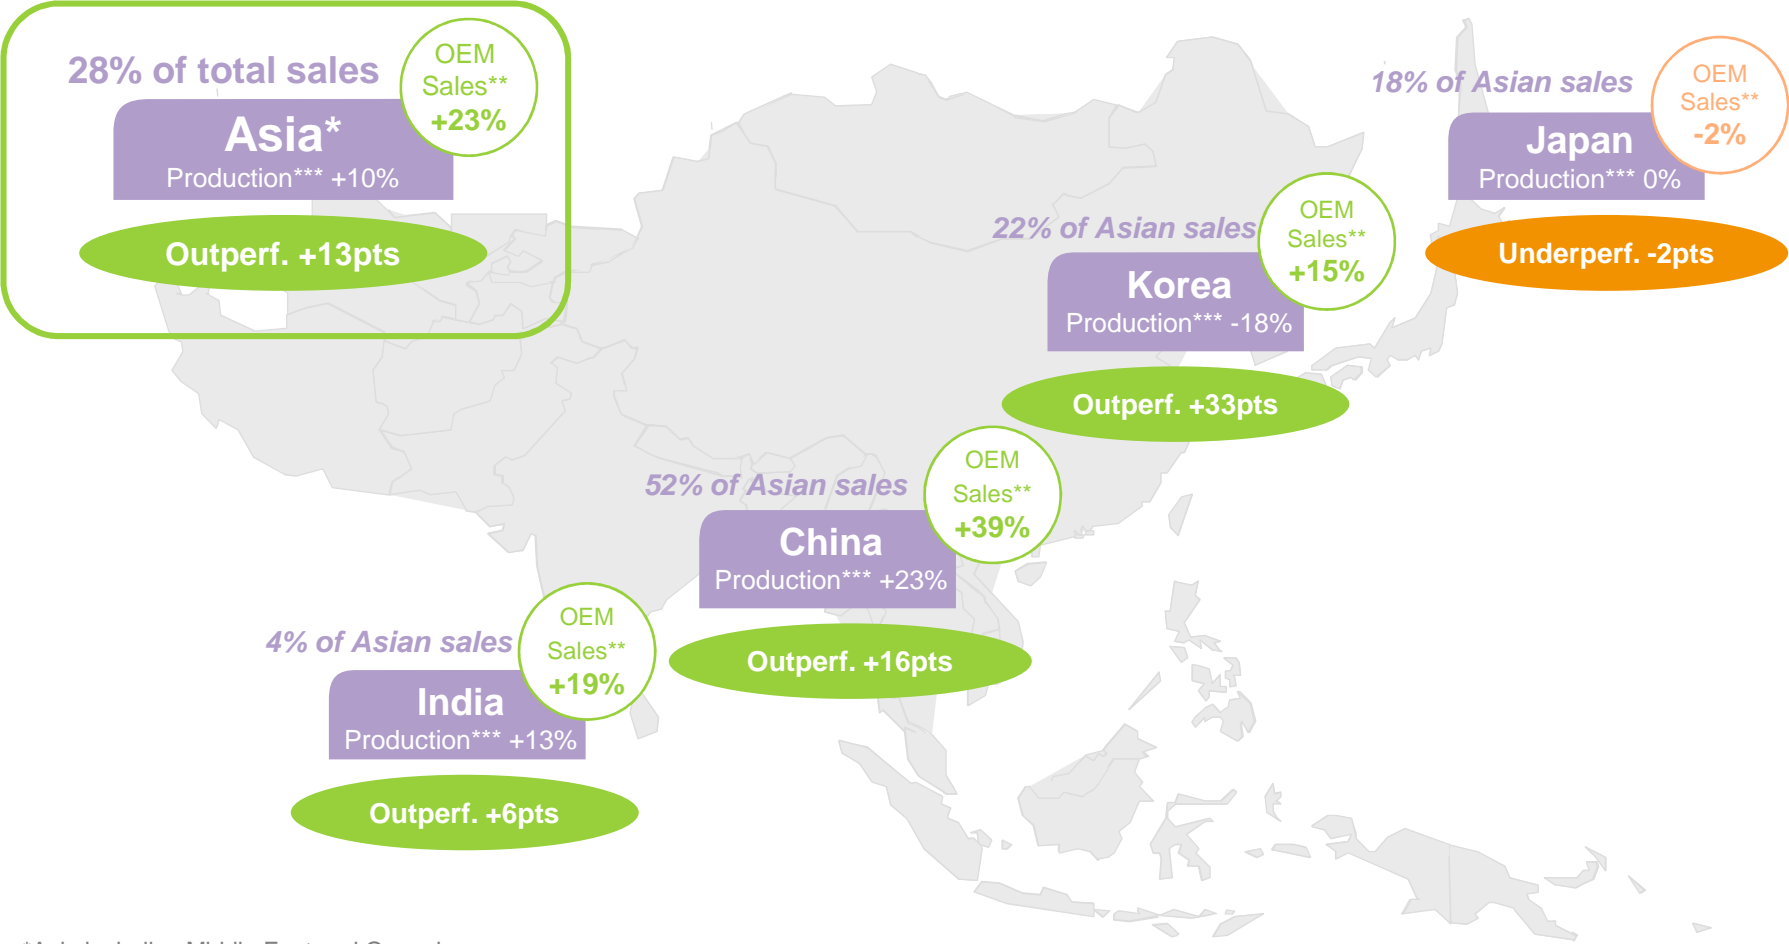 28% of total sales
OEM
Sales**
+23%
Asia*
Production*** +10%
Outperf. +13pts
18% of Asian sales
OEM
Sales**
-2%
Japan
Production*** 0%
Underperf. -2pts
22% of Asian sales
OEM
Sales**
+15%
Korea
Production*** -18%
Outperf. +33pts
52% of Asian sales
OEM
Sales**
+39%
China
Production*** +23%
Outperf. +16pts
4% of Asian sales
OEM
Sales**
+19%
India
Production*** +13%
Outperf. +6pts